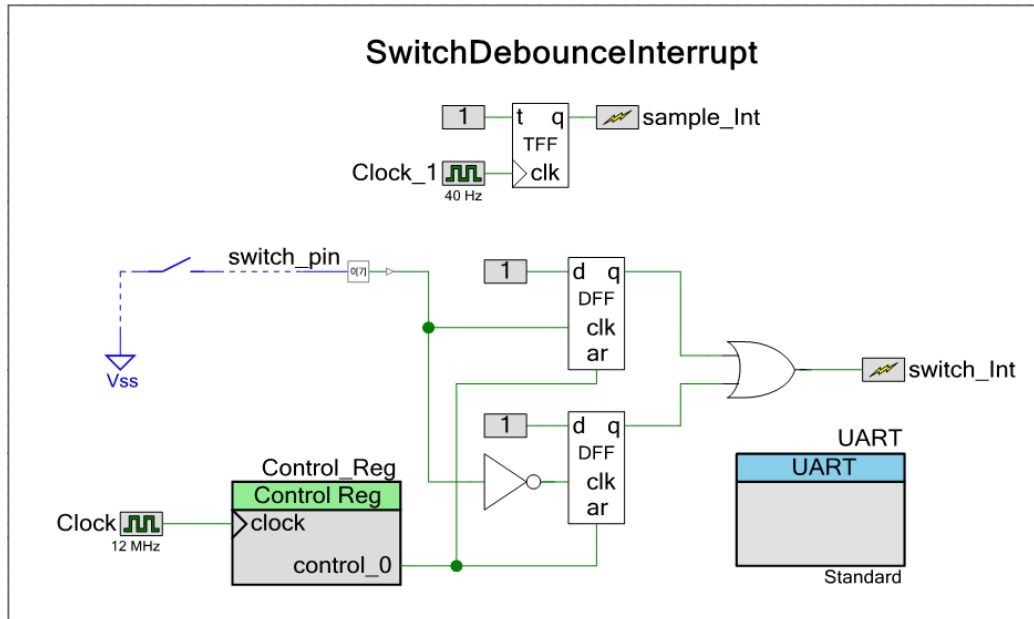 SwitchDebounceInterrupt
1
t q
sample_Int
TFF
Clock_1
clk
40 Hz
switch_pin
0[7]
1
d q
DFF
clk
ar
Vss
switch_Int
1
d q
DFF
clk
ar
UART
UART
Standard
Control_Reg
Control Reg
Clock
clock
12 MHz
control_0